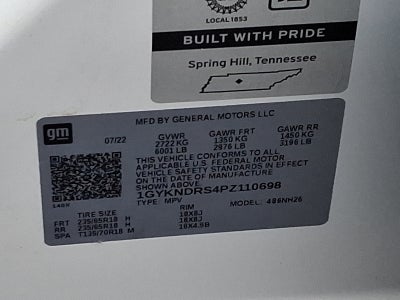 LOCAL 1853
BUILT WITH PRIDE
Spring Hill, Tennessee
gm
MFD BY GENERAL MOTORS LLC
07/22 GVWR GAWR FRT GAWR RR
2722 KG 1350 KG 1450 KG
6001 LB 2976 LB 3196 LB
THIS VEHICLE CONFORMS TO ALL
APPLICABLE U.S. FEDERAL MOTOR
VEHICLE SAFETY STANDARDS IN EFFECT
ON THE DATE OF MANUFACTURE
SHOWN ABOVE.
1GYKNDRS4PZ110698
TYPE: MPV MODEL: 486NH26
TIRE SIZE RIM
FRT 235/65R18 H 18X8J
RR 235/65R18 H 18X8J
SPA T135/70R18 M 18X4.5B